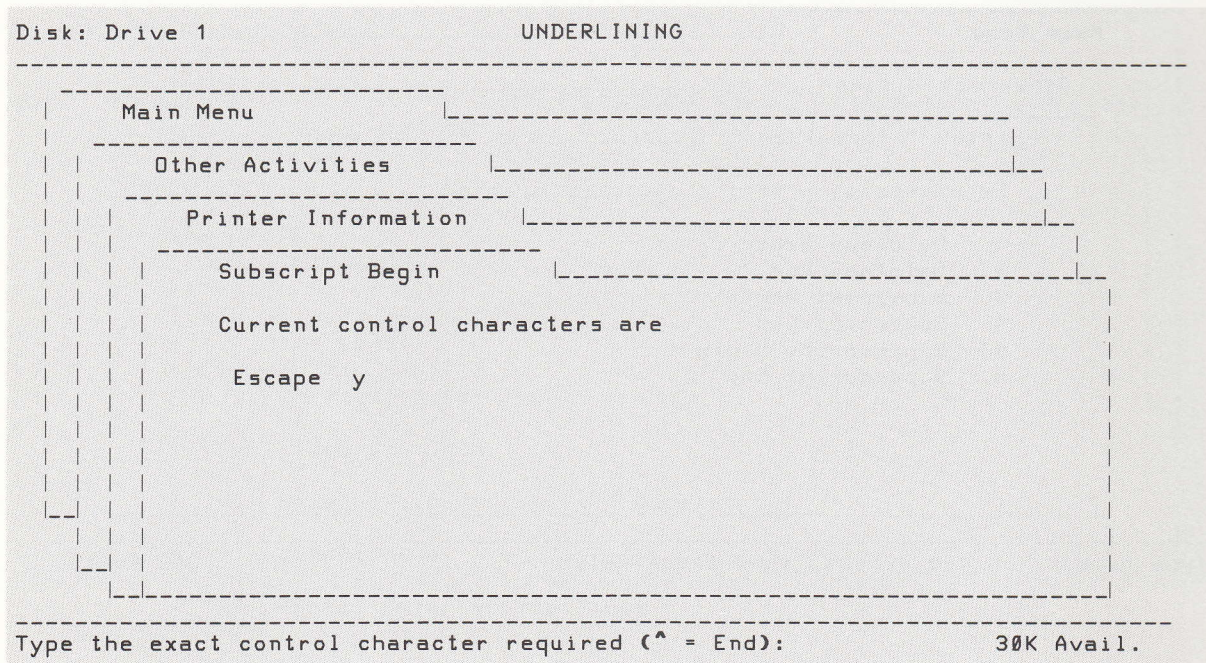 Disk: Drive 1 UNDERLINING
Main Menu
Other Activities
Printer Information
Subscript Begin
Current control characters are
Escape y
Type the exact control character required (^ = End): 30K Avail.